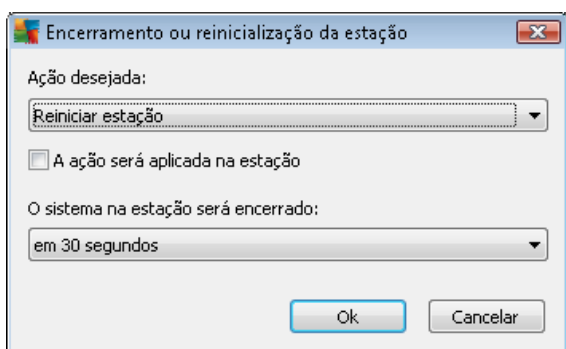 Encerramento ou reinicialização da estação
Ação desejada:
Reiniciar estação
A ação será aplicada na estação
O sistema na estação será encerrado:
em 30 segundos
Ok
Cancelar